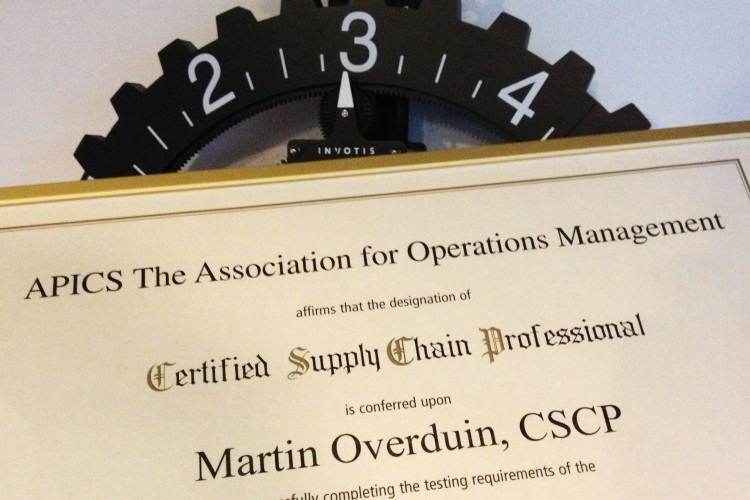 2 3 4
INVOTIS
APICS The Association for Operations Management
affirms that the designation of
Certified Supply Chain Professional
is conferred upon
Martin Overduin, CSCP
completing the testing requirements of the